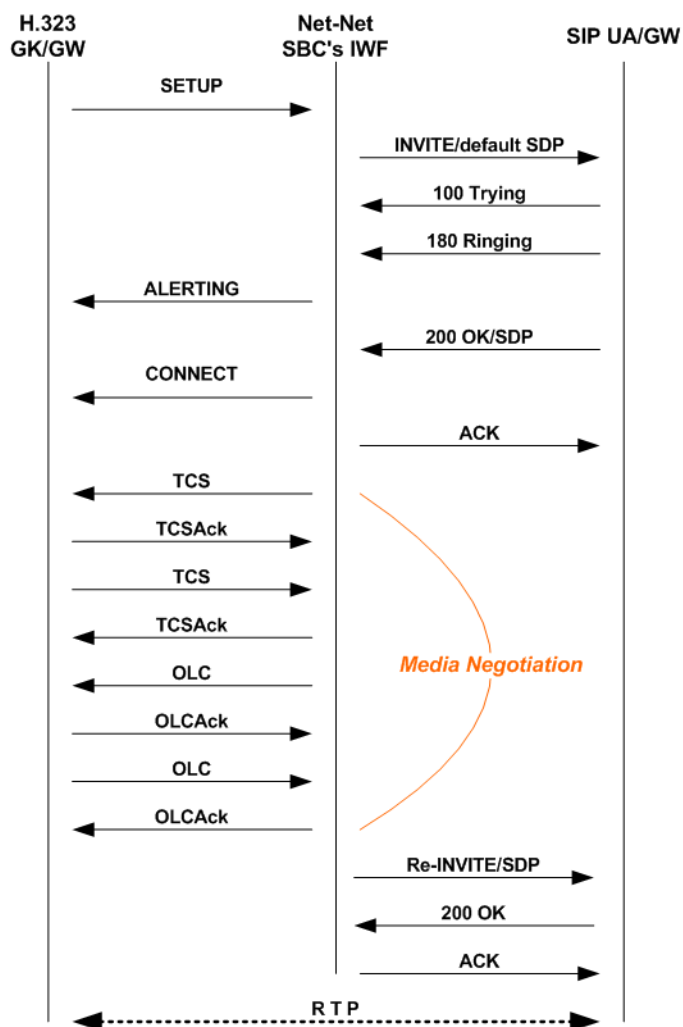 H.323
GK/GW
Net-Net
SBC's IWF
SIP UA/GW
SETUP
INVITE/default SDP
100 Trying
180 Ringing
ALERTING
200 OK/SDP
CONNECT
ACK
TCS
TCSAck
TCS
TCSAck
Media Negotiation
OLC
OLCAck
OLC
OLCAck
Re-INVITE/SDP
200 OK
ACK
R T P